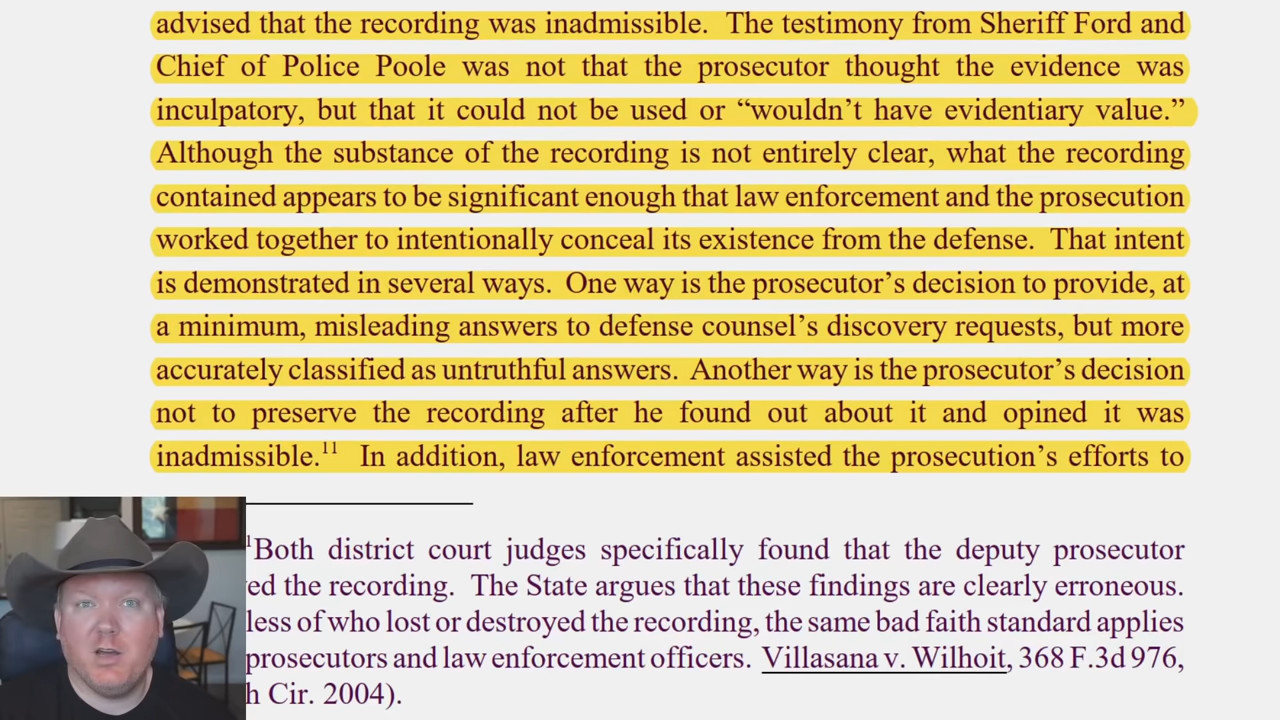 advised that the recording was inadmissible. The testimony from Sheriff Ford and
Chief of Police Poole was not that the prosecutor thought the evidence was
inculpatory, but that it could not be used or “wouldn’t have evidentiary value.”
Although the substance of the recording is not entirely clear, what the recording
contained appears to be significant enough that law enforcement and the prosecution
worked together to intentionally conceal its existence from the defense. That intent
is demonstrated in several ways. One way is the prosecutor’s decision to provide, at
a minimum, misleading answers to defense counsel’s discovery requests, but more
accurately classified as untruthful answers. Another way is the prosecutor’s decision
not to preserve the recording after he found out about it and opined it was
inadmissible.11 In addition, law enforcement assisted the prosecution’s efforts to
1Both district court judges specifically found that the deputy prosecutor
ed the recording. The State argues that these findings are clearly erroneous.
less of who lost or destroyed the recording, the same bad faith standard applies
prosecutors and law enforcement officers. Villasana v. Wilhoit, 368 F.3d 976,
h Cir. 2004).